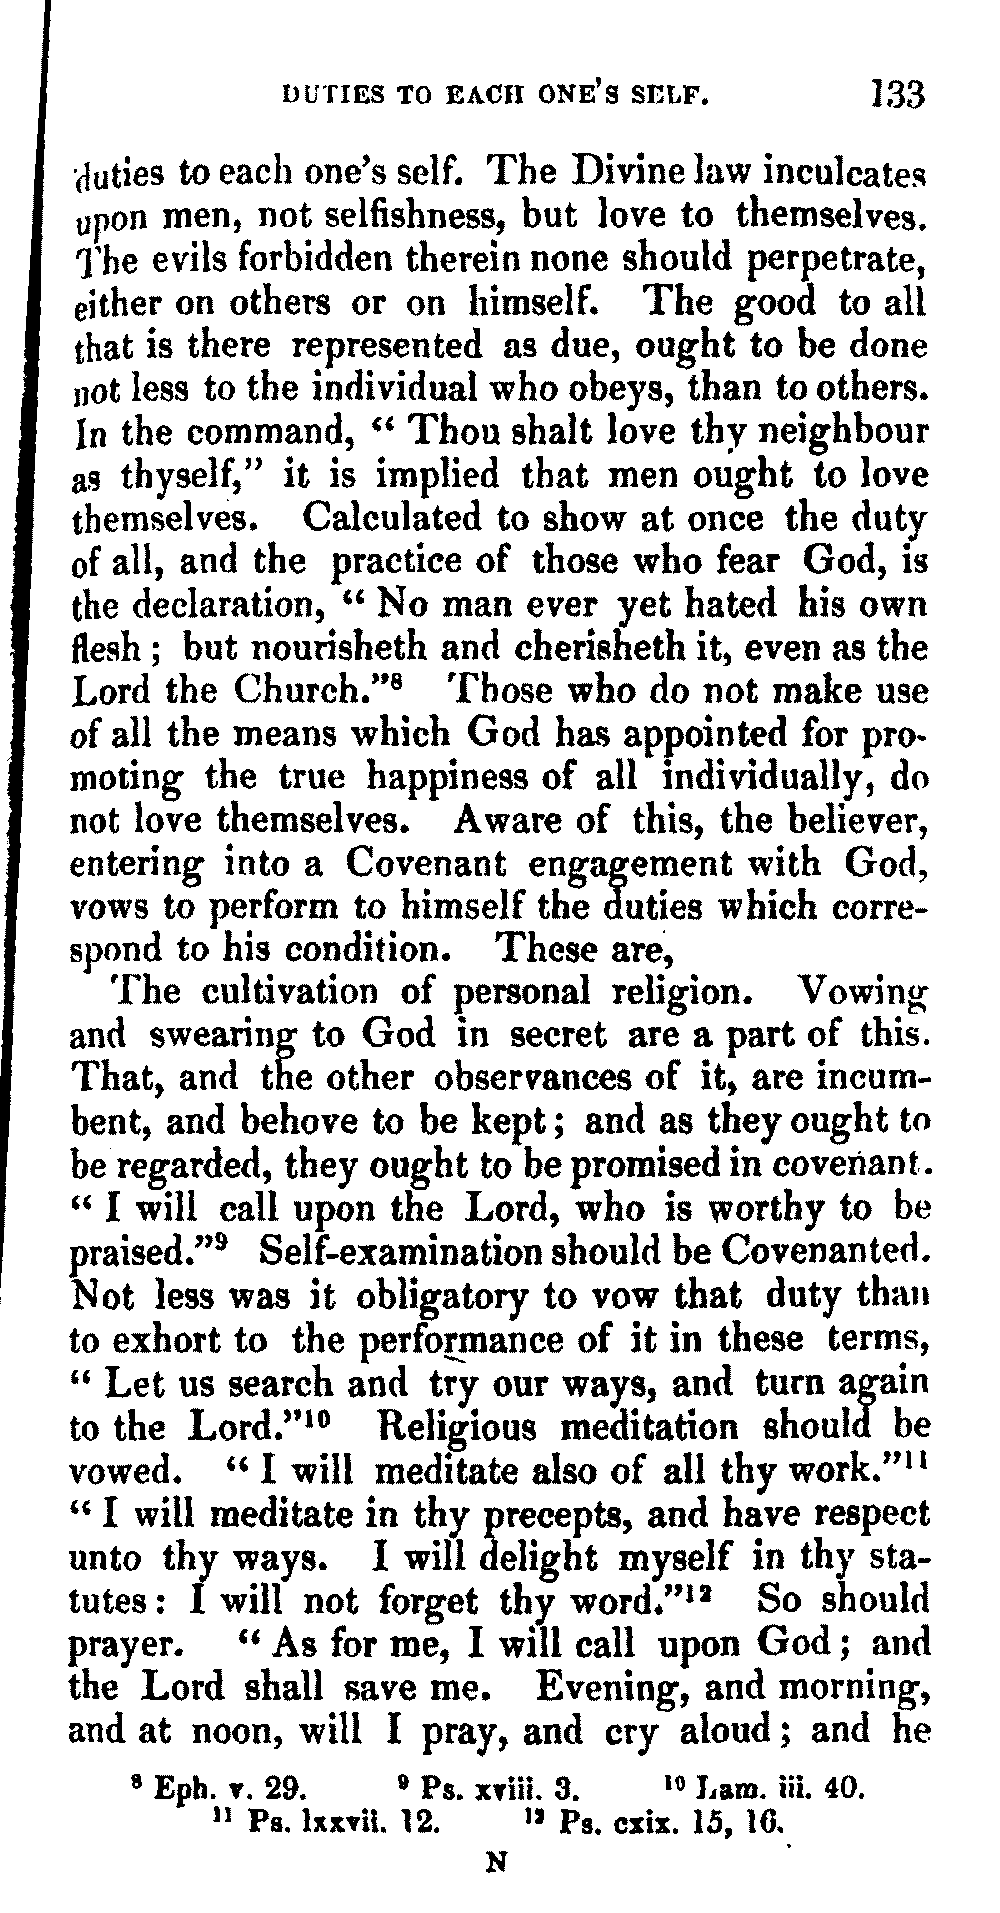 DUTIES TO EACH ONE'S SELF. 133
duties to each one's self. The Divine law inculcates
upon men, not selfishness, but love to themselves.
The evils forbidden therein none should perpetrate,
either on others or on himself. The good to all
that is there represented as due, ought to be done
not less to the individual who obeys, than to others.
In the command, “ Thou shalt love thy neighbour
as thyself,” it is implied that men ought to love
themselves. Calculated to show at once the duty
of all, and the practice of those who fear God, is
the declaration, “ No man ever yet hated his own
flesh ; but nourisheth and cherisheth it, even as the
Lord the Church.”⁸ Those who do not make use
of all the means which God has appointed for pro-
moting the true happiness of all individually, do
not love themselves. Aware of this, the believer,
entering into a Covenant engagement with God,
vows to perform to himself the duties which corre-
spond to his condition. These are,
The cultivation of personal religion. Vowing
and swearing to God in secret are a part of this.
That, and the other observances of it, are incum-
bent, and behove to be kept ; and as they ought to
be regarded, they ought to be promised in covenant.
“ I will call upon the Lord, who is worthy to be
praised.”⁹ Self-examination should be Covenanted.
Not less was it obligatory to vow that duty than
to exhort to the performance of it in these terms,
“ Let us search and try our ways, and turn again
to the Lord.”¹⁰ Religious meditation should be
vowed. “ I will meditate also of all thy work.”¹¹
“ I will meditate in thy precepts, and have respect
unto thy ways. I will delight myself in thy sta-
tutes : I will not forget thy word.”¹² So should
prayer. “ As for me, I will call upon God ; and
the Lord shall save me. Evening, and morning,
and at noon, will I pray, and cry aloud ; and he
⁸ Eph. v. 29. ⁹ Ps. xviii. 3. ¹⁰ Lam. iii. 40.
¹¹ Ps. lxxvii. 12. ¹² Ps. cxix. 15, 16.
N